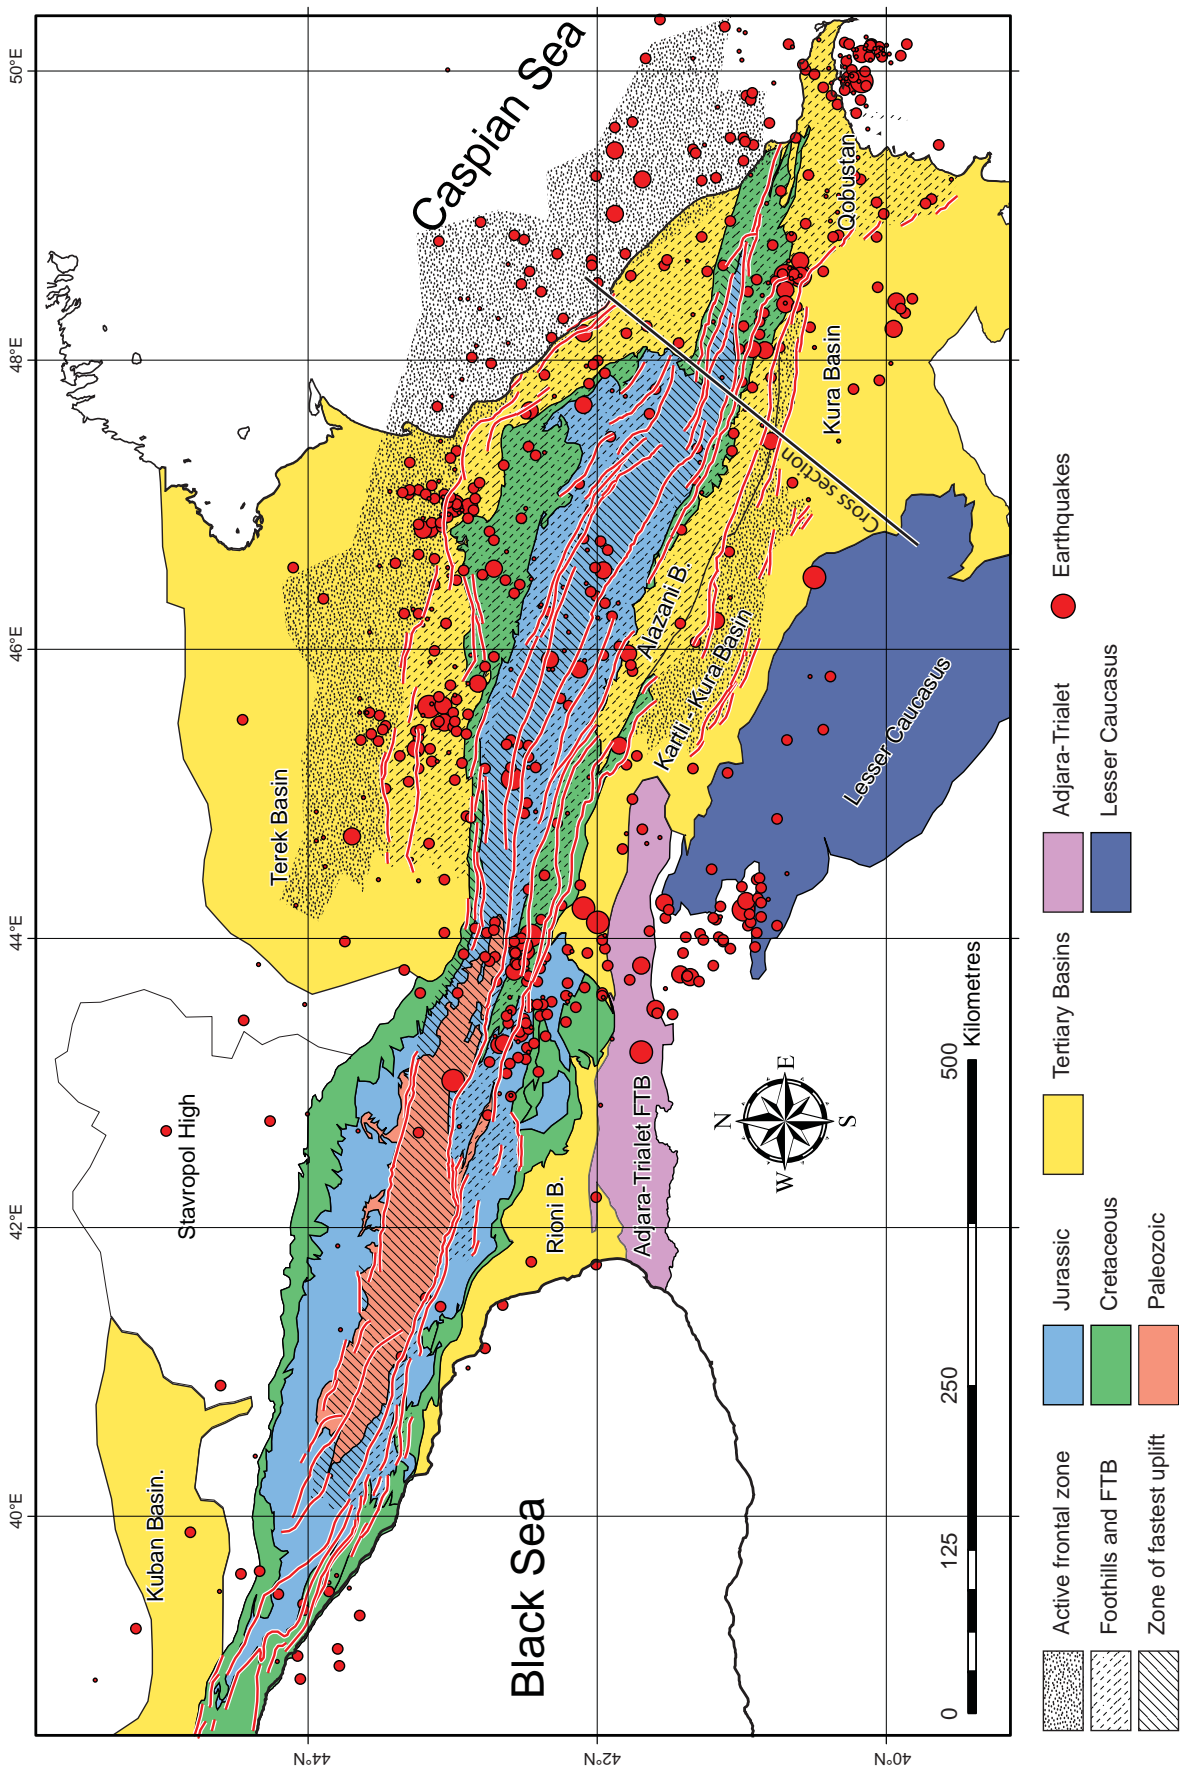 50°E
48°E
46°E
44°E
42°E
40°E
44°N
42°N
40°N
Caspian Sea
Black Sea
Terek Basin
Stavropol High
Kuban Basin.
Rioni B.
Adjara-Trialet FTB
Kartli - Kura Basin
Alazani B.
Lesser Caucasus
Kura Basin
Qobustan
Cross section
N
E
S
W
0
125
250
500
Kilometres
Active frontal zone
Foothills and FTB
Zone of fastest uplift
Jurassic
Cretaceous
Paleozoic
Tertiary Basins
Adjara-Trialet
Lesser Caucasus
Earthquakes